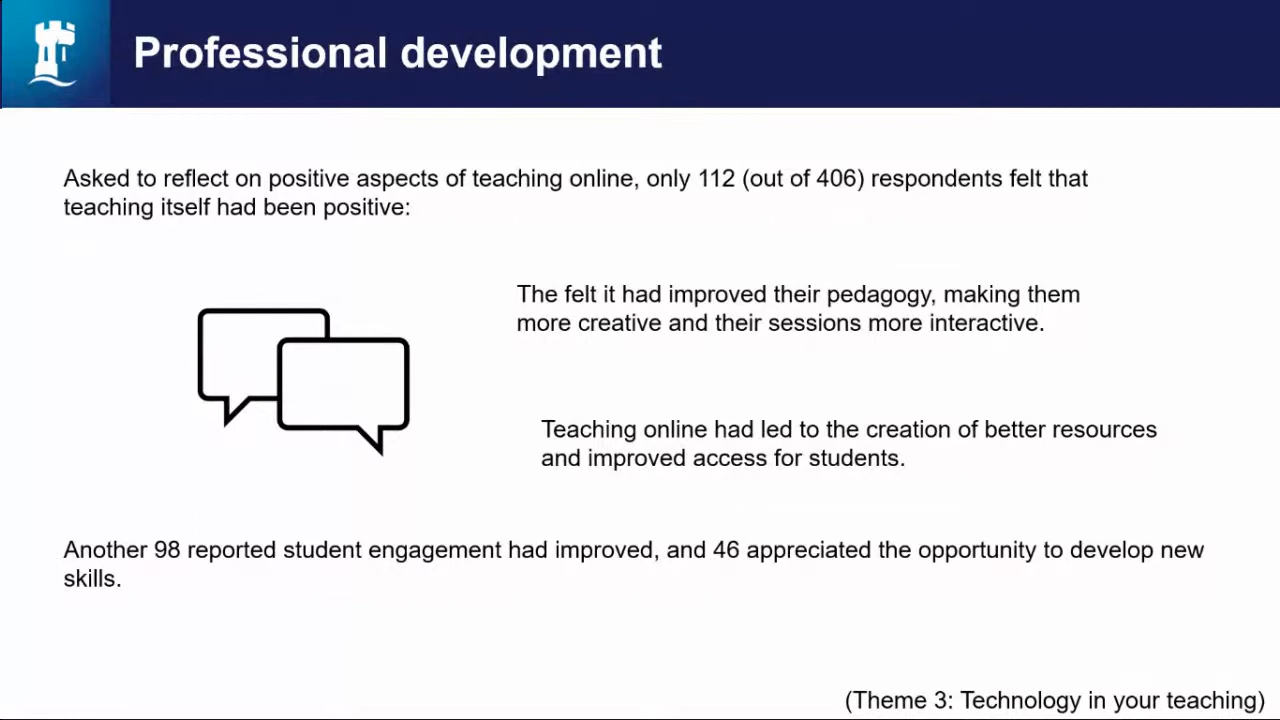 Professional development
Asked to reflect on positive aspects of teaching online, only 112 (out of 406) respondents felt that
teaching itself had been positive:
The felt it had improved their pedagogy, making them
more creative and their sessions more interactive.
Teaching online had led to the creation of better resources
and improved access for students.
Another 98 reported student engagement had improved, and 46 appreciated the opportunity to develop new
skills.
(Theme 3: Technology in your teaching)